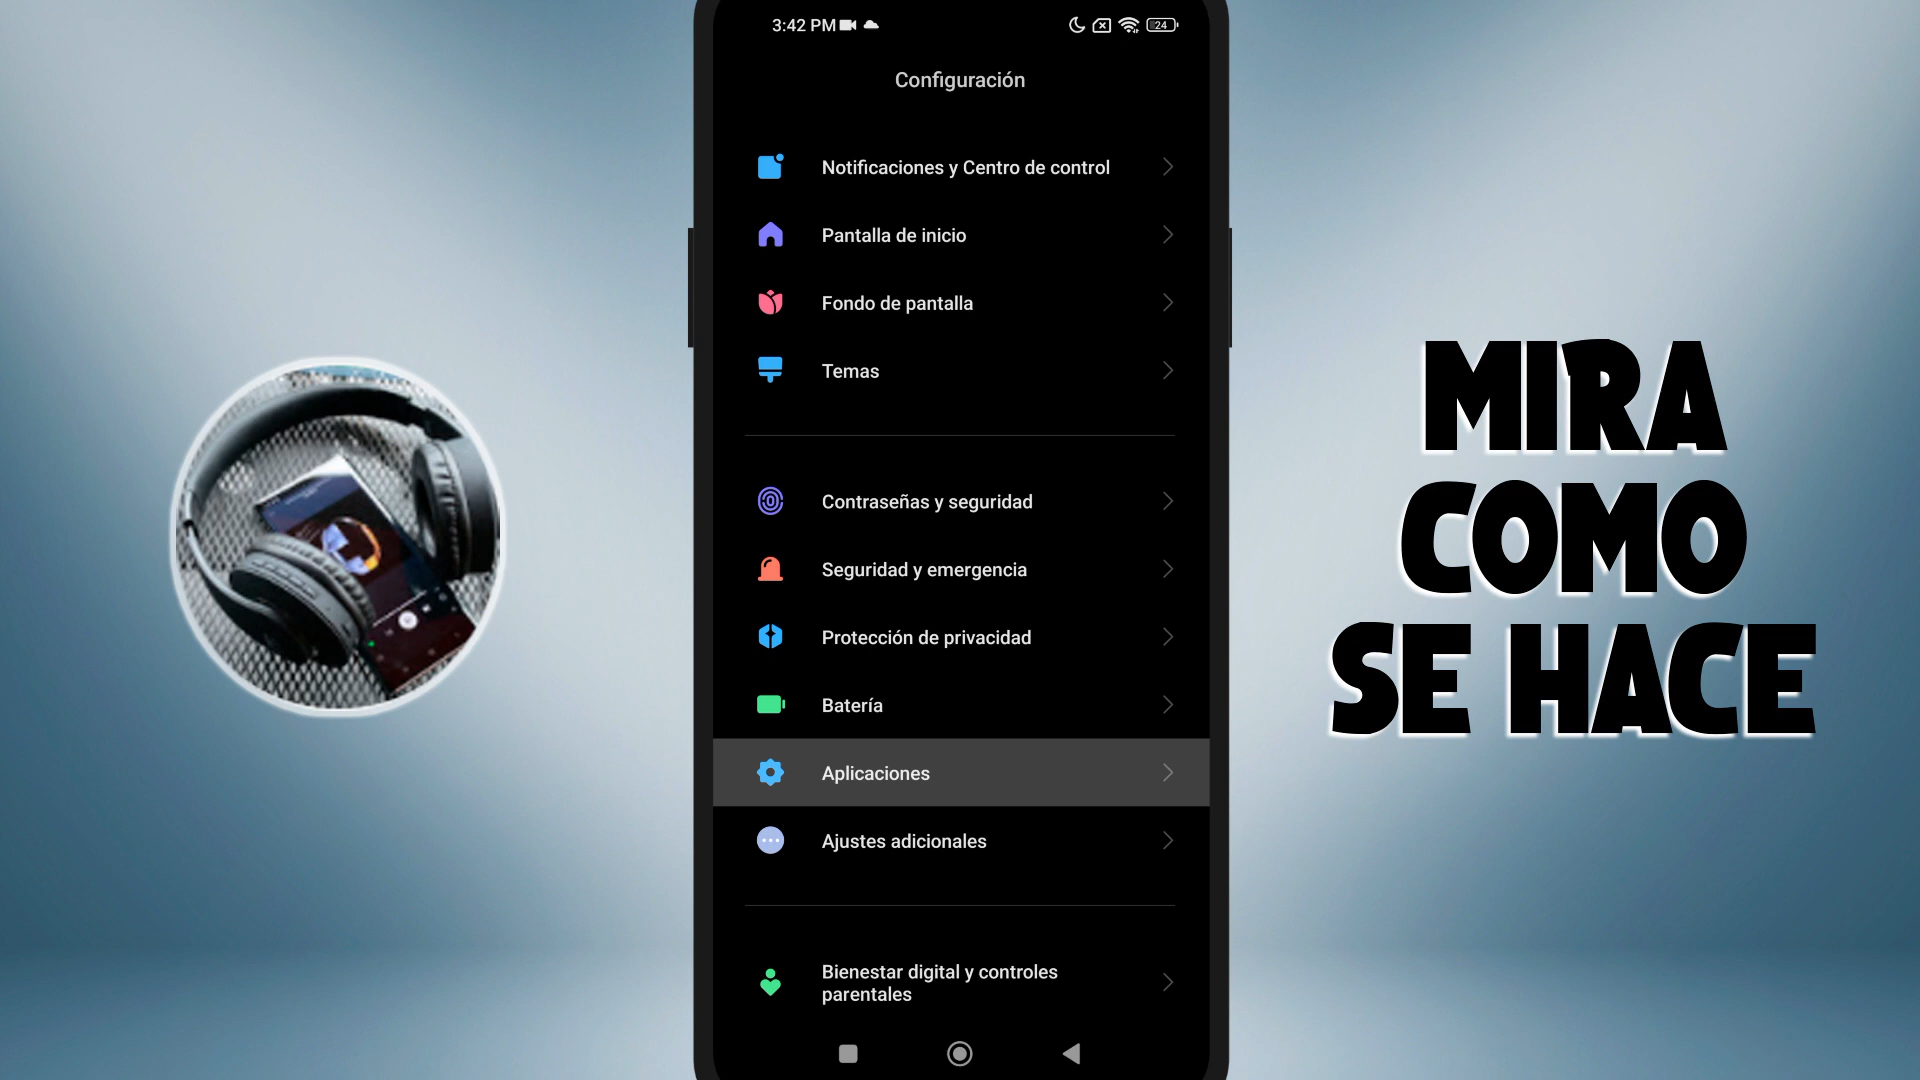 3:42 PM
24
Configuración
Notificaciones y Centro de control
Pantalla de inicio
Fondo de pantalla
Temas
Contraseñas y seguridad
Seguridad y emergencia
Protección de privacidad
Batería
Aplicaciones
Ajustes adicionales
Bienestar digital y controles
parentales
MIRA
COMO
SE HACE